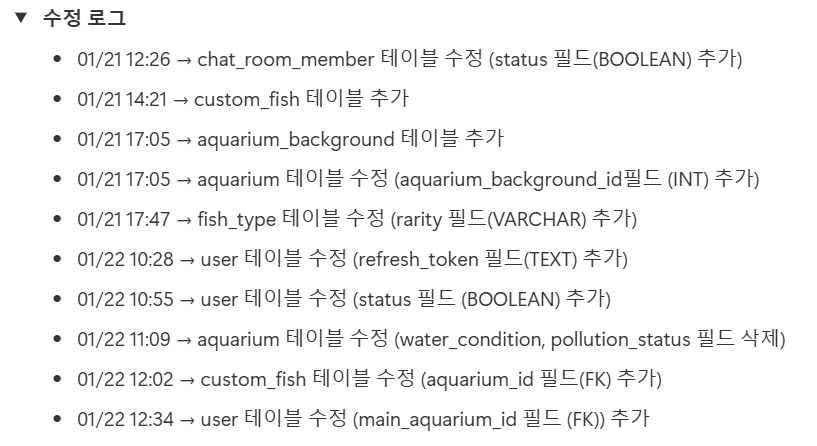 ▼ 수정 로그
• 01/21 12:26 → chat_room_member 테이블 수정 (status 필드(BOOLEAN) 추가)
• 01/21 14:21 → custom_fish 테이블 추가
• 01/21 17:05 → aquarium_background 테이블 추가
• 01/21 17:05 → aquarium 테이블 수정 (aquarium_background_id필드 (INT) 추가)
• 01/21 17:47 → fish_type 테이블 수정 (rarity 필드(VARCHAR) 추가)
• 01/22 10:28 → user 테이블 수정 (refresh_token 필드(TEXT) 추가)
• 01/22 10:55 → user 테이블 수정 (status 필드 (BOOLEAN) 추가)
• 01/22 11:09 → aquarium 테이블 수정 (water_condition, pollution_status 필드 삭제)
• 01/22 12:02 → custom_fish 테이블 수정 (aquarium_id 필드(FK) 추가)
• 01/22 12:34 → user 테이블 수정 (main_aquarium_id 필드 (FK)) 추가